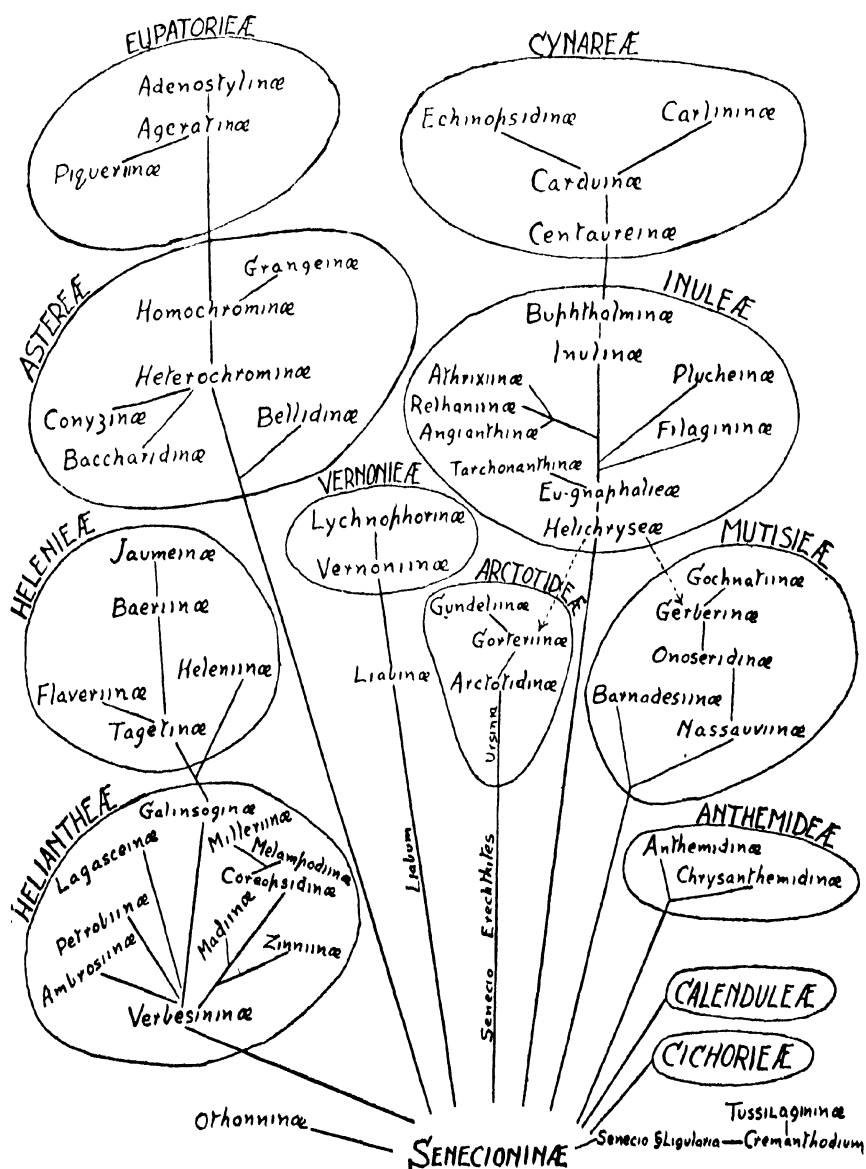 EUPATORIEÆ
Adenostylinæ
Ageratinæ
Piqueriinæ
CYNAREÆ
Echinopsidinæ
Carlininæ
Carduinæ
Centaureinæ
ASTEREÆ
Grangeinæ
Homochrominæ
Heterochrominæ
Conyzinæ
Bellidinæ
Baccharidinæ
INULEÆ
Buphthalminæ
Inulinæ
Athrixiinæ
Plucheinæ
Relhaniinæ
Angianthinæ
Filagininæ
Tarchonanthinæ
Eu-gnaphalieæ
Helichryseæ
VERNONIEÆ
Lychnophorinæ
Vernoniinæ
Liabinæ
Liabum
HELENIEÆ
Jaumeinæ
Baeriinæ
Heleniinæ
Flaveriinæ
Tagetinæ
ARCTOTIDEÆ
Gundeliinæ
Gorteriinæ
Arctotidinæ
Ursinia
Senecio Erechthites
MUTISIEÆ
Gochnatiinæ
Gerberinæ
Onoseridinæ
Barnadesiinæ
Nassauviinæ
HELIANTHEÆ
Galinsoginæ
Milleriinæ
Lagasceinæ
Melampodiinæ
Coreopsidinæ
Petrobiinæ
Madiinæ
Zinniinæ
Ambrosiinæ
Verbesininæ
ANTHEMIDEÆ
Anthemidinæ
Chrysanthemidinæ
CALENDULEÆ
CICHORIEÆ
Othonninæ
SENECIONINÆ
Tussilagininæ
Senecio §Ligularia — Cremanthodium